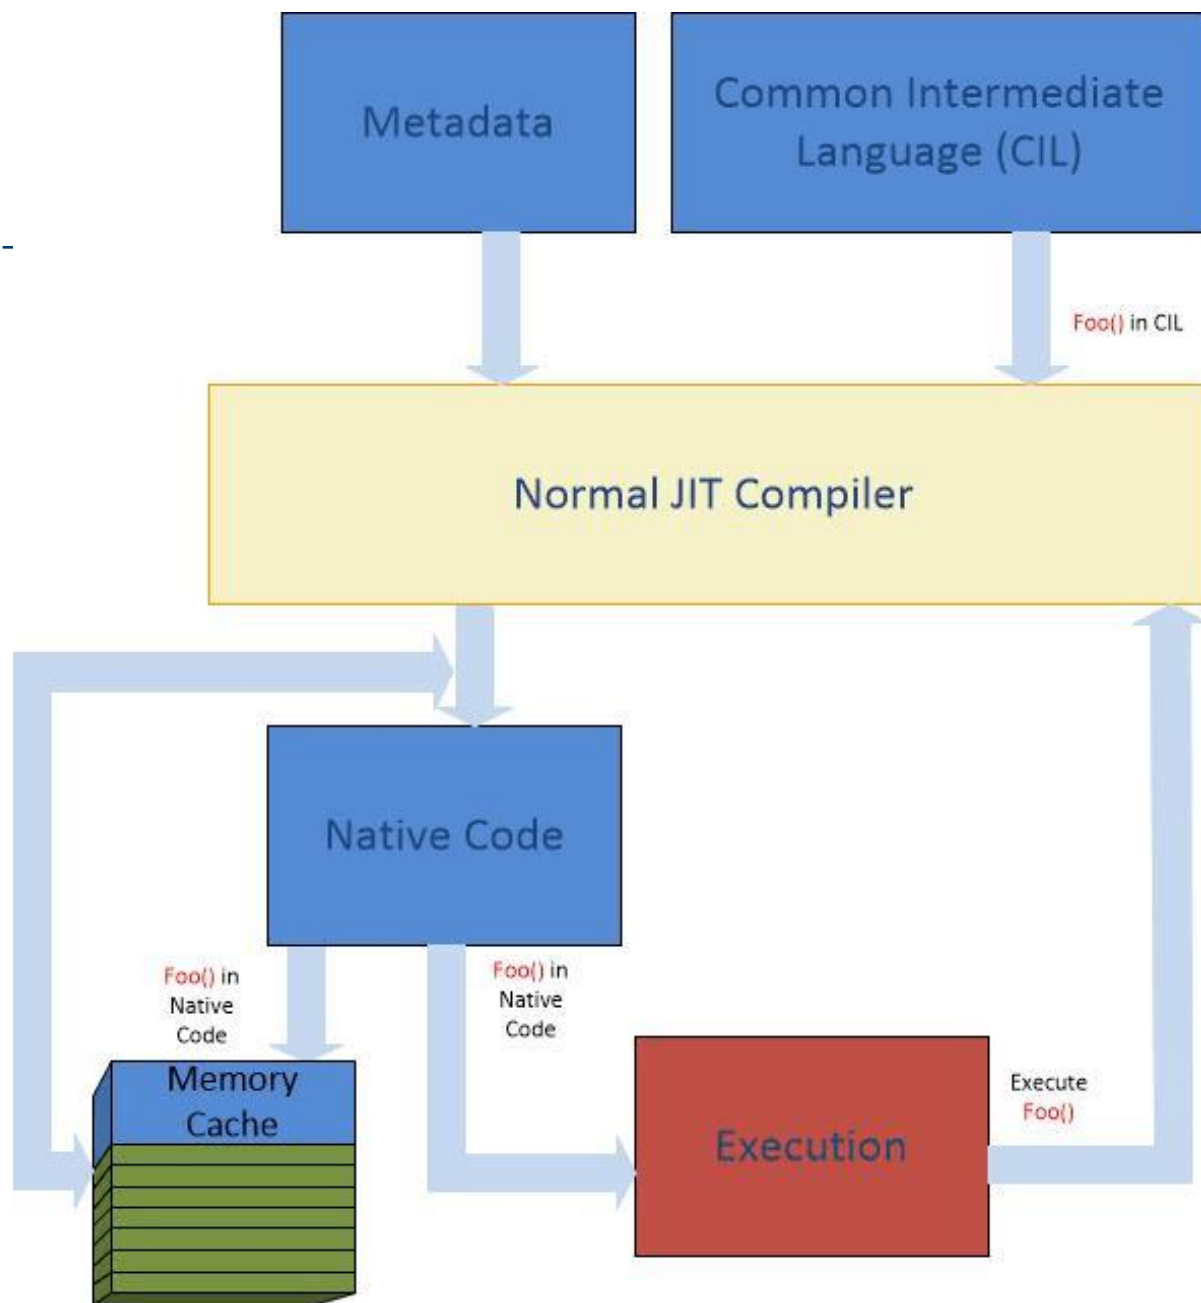 Metadata
Common Intermediate
Language (CIL)
Foo() in CIL
Normal JIT Compiler
Native Code
Foo() in
Native
Code
Foo() in
Native
Code
Memory
Cache
Execution
Execute
Foo()